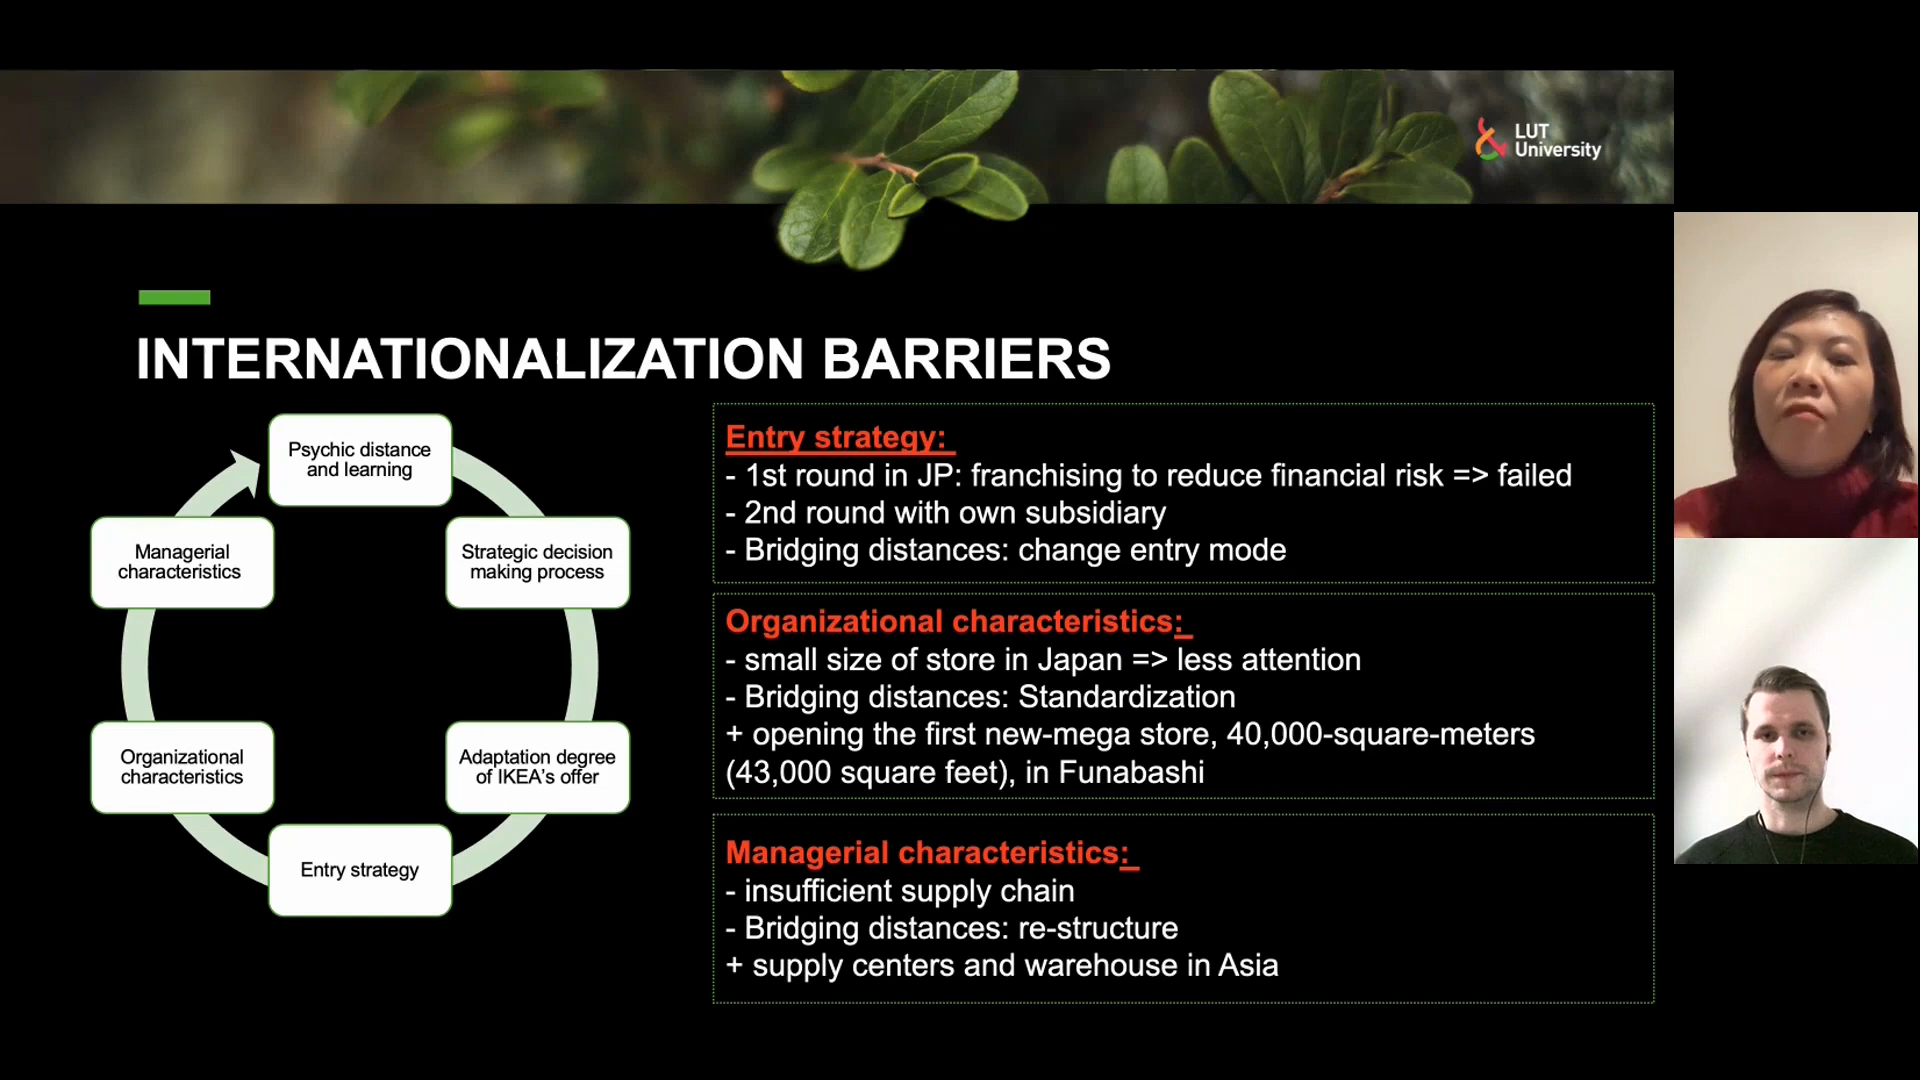 LUT
University
INTERNATIONALIZATION BARRIERS
Psychic distance
and learning
Strategic decision
making process
Adaptation degree
of IKEA's offer
Entry strategy
Organizational
characteristics
Managerial
characteristics
Entry strategy:
- 1st round in JP: franchising to reduce financial risk => failed
- 2nd round with own subsidiary
- Bridging distances: change entry mode
Organizational characteristics:
- small size of store in Japan => less attention
- Bridging distances: Standardization
+ opening the first new-mega store, 40,000-square-meters
(43,000 square feet), in Funabashi
Managerial characteristics:
- insufficient supply chain
- Bridging distances: re-structure
+ supply centers and warehouse in Asia